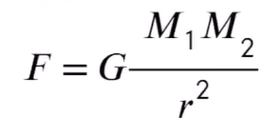 F = G M₁M₂ / r²